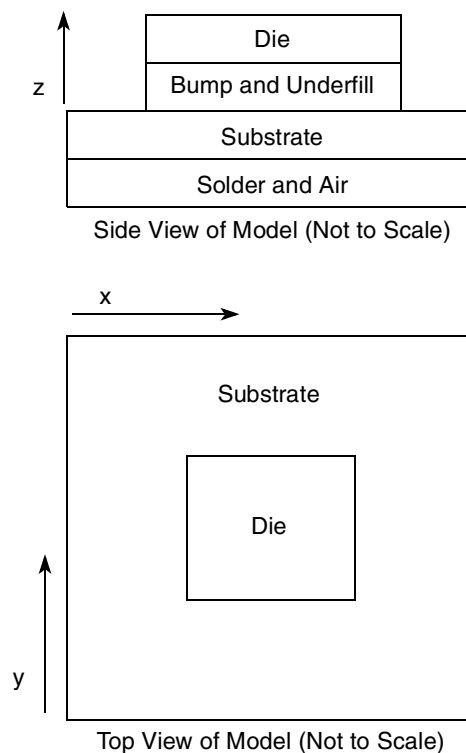 Die
z
Bump and Underfill
Substrate
Solder and Air
Side View of Model (Not to Scale)
x
Substrate
Die
y
Top View of Model (Not to Scale)